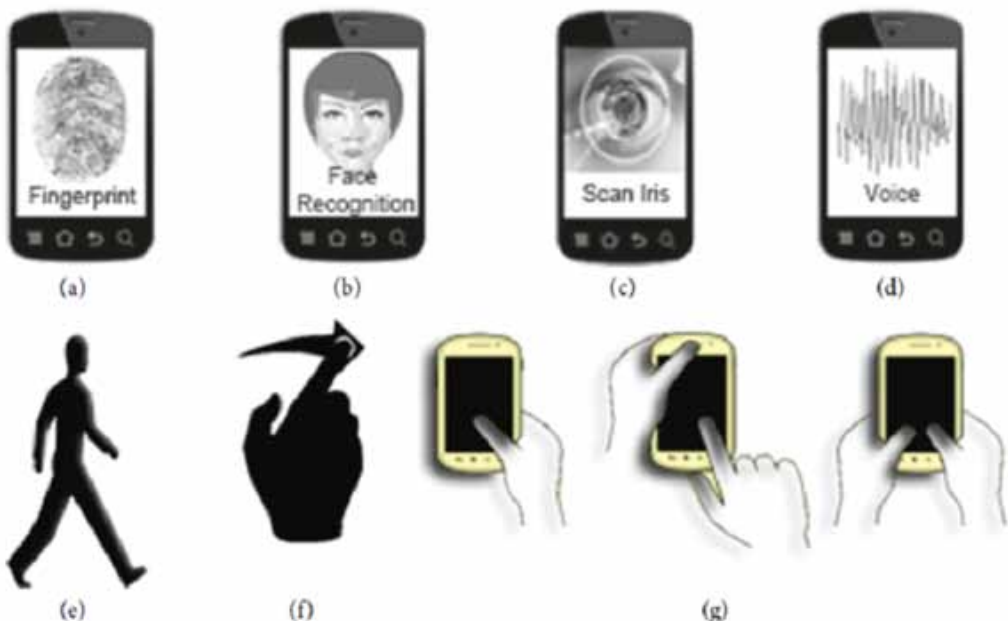 Fingerprint
Face
Recognition
Scan Iris
Voice
(a)
(b)
(c)
(d)
(e)
(f)
(g)